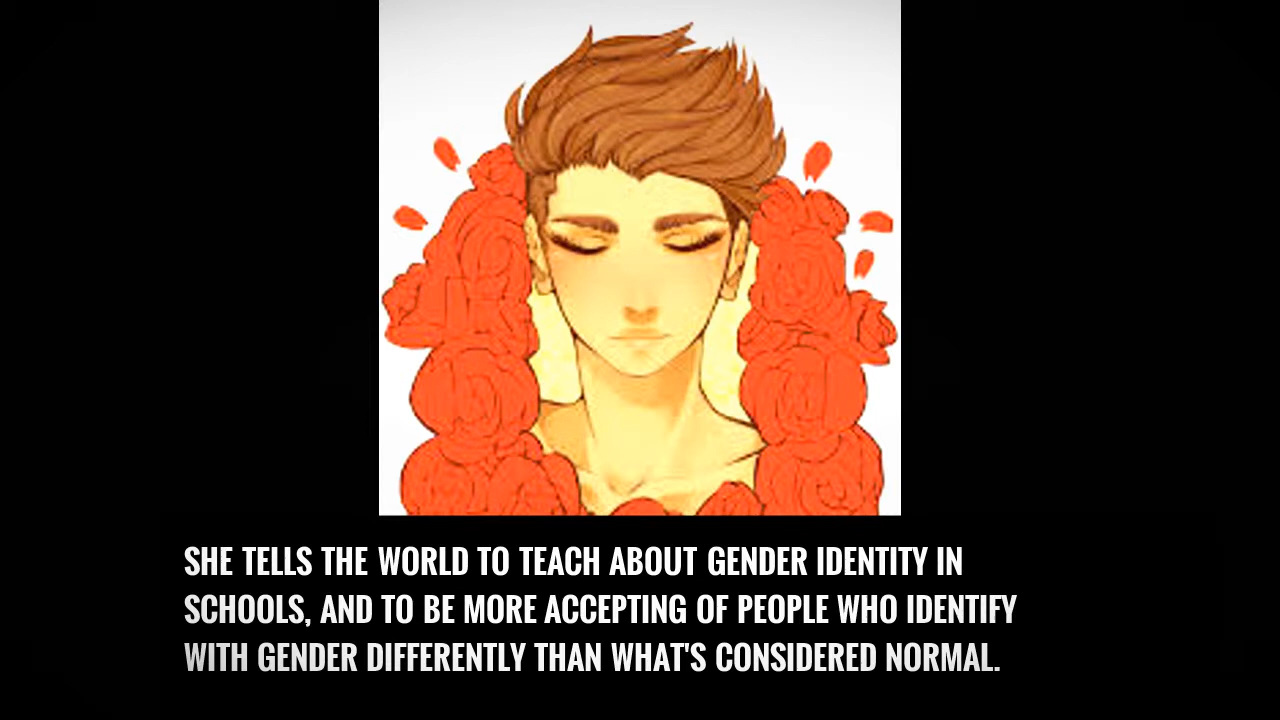 SHE TELLS THE WORLD TO TEACH ABOUT GENDER IDENTITY IN
SCHOOLS, AND TO BE MORE ACCEPTING OF PEOPLE WHO IDENTIFY
WITH GENDER DIFFERENTLY THAN WHAT'S CONSIDERED NORMAL.